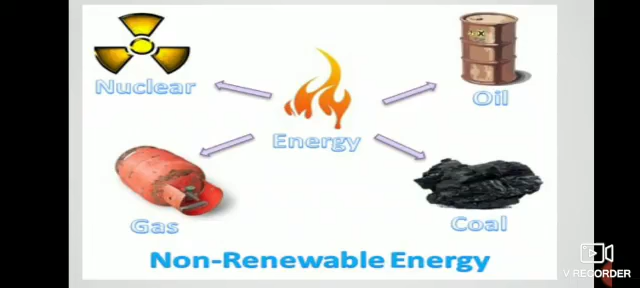 Nuclear
Oil
Energy
Gas
Coal
Non-Renewable Energy
V RECORDER